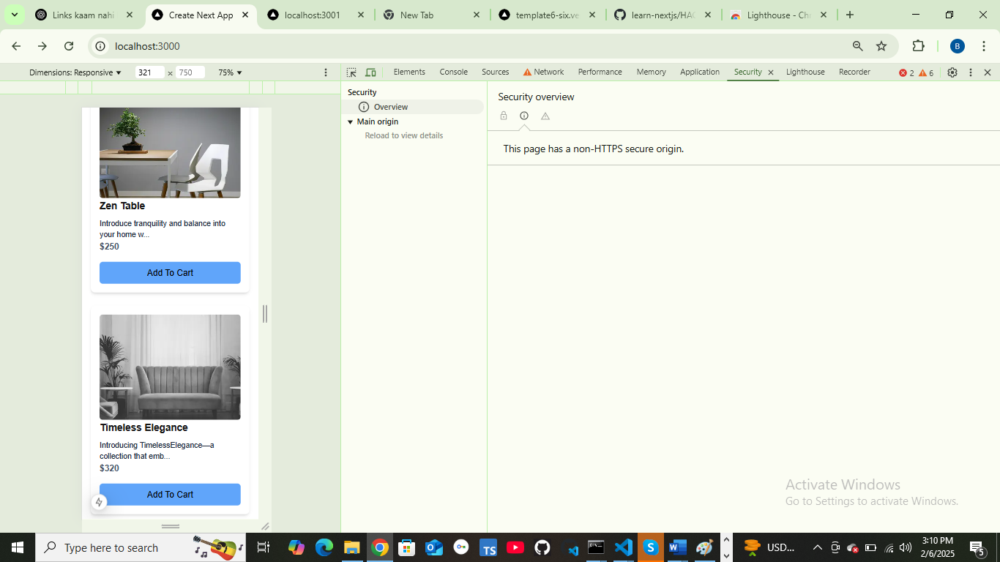 Links kaam nahi
Create Next App
localhost:3001
New Tab
template6-six.ve
learn-nextjs/HAC
Lighthouse - Chr
localhost:3000
B
Dimensions: Responsive
321
×
750
75%
Elements
Console
Sources
Network
Performance
Memory
Application
Security
Lighthouse
Recorder
2
6
Security
Overview
Main origin
Reload to view details
Security overview
This page has a non-HTTPS secure origin.
Zen Table
Introduce tranquility and balance into
your home w...
$250
Add To Cart
Timeless Elegance
Introducing TimelessElegance—a
collection that emb...
$320
Add To Cart
Activate Windows
Go to Settings to activate Windows.
Type here to search
TS
S
W
USD...
3:10 PM
2/6/2025
5